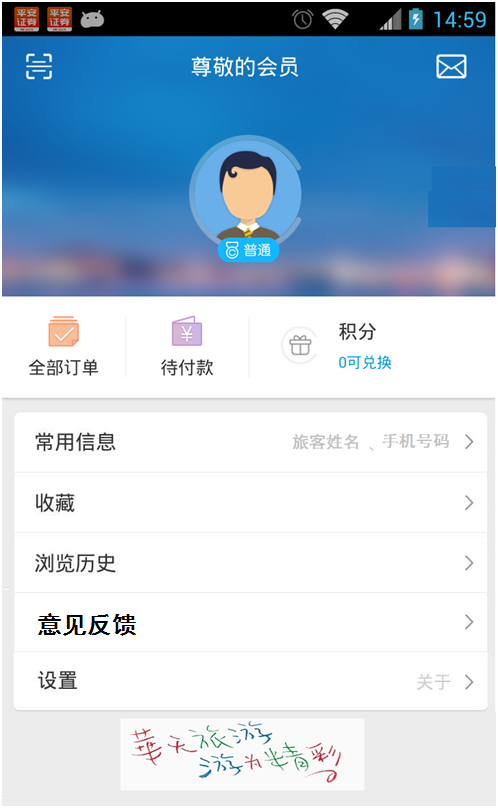 平安
证券
平安
证券
14:59
尊敬的会员
普通
全部订单
待付款
积分
0可兑换
常用信息 旅客姓名 、手机号码
收藏
浏览历史
意见反馈
设置 关于
華天旅游
游为精彩